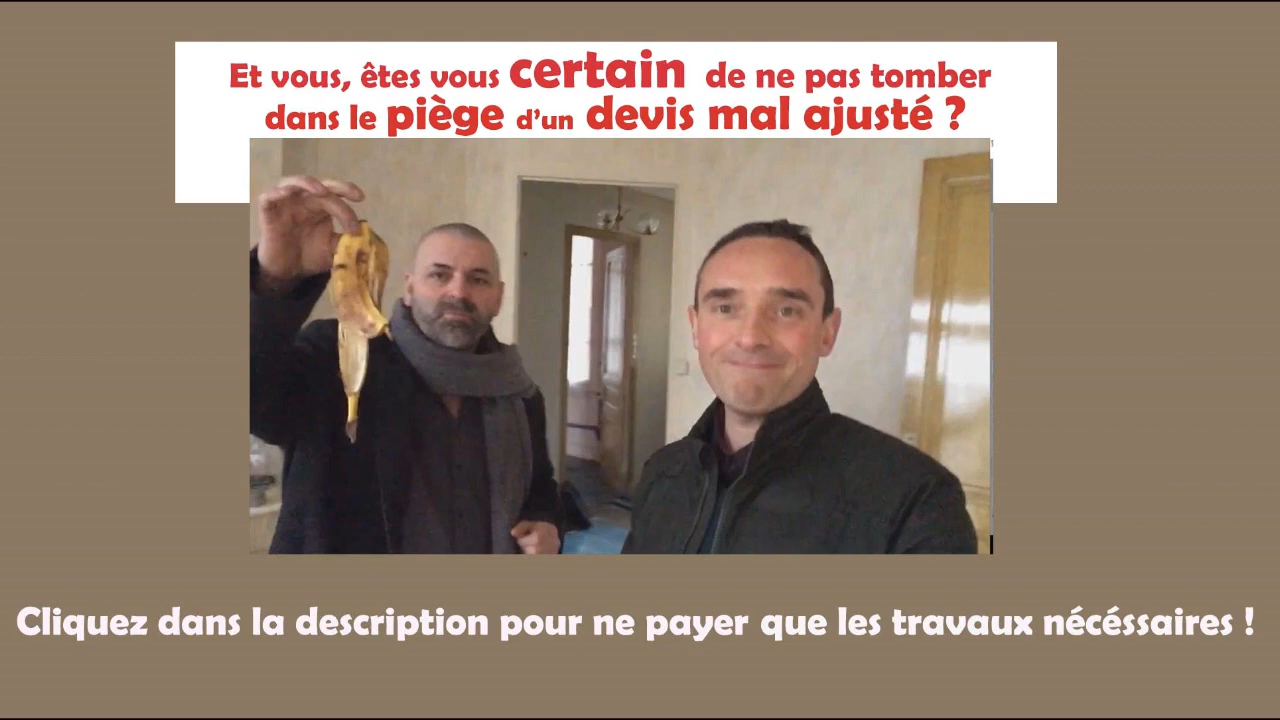 Et vous, êtes vous certain de ne pas tomber
dans le piège d'un devis mal ajusté ?
Cliquez dans la description pour ne payer que les travaux nécéssaires !